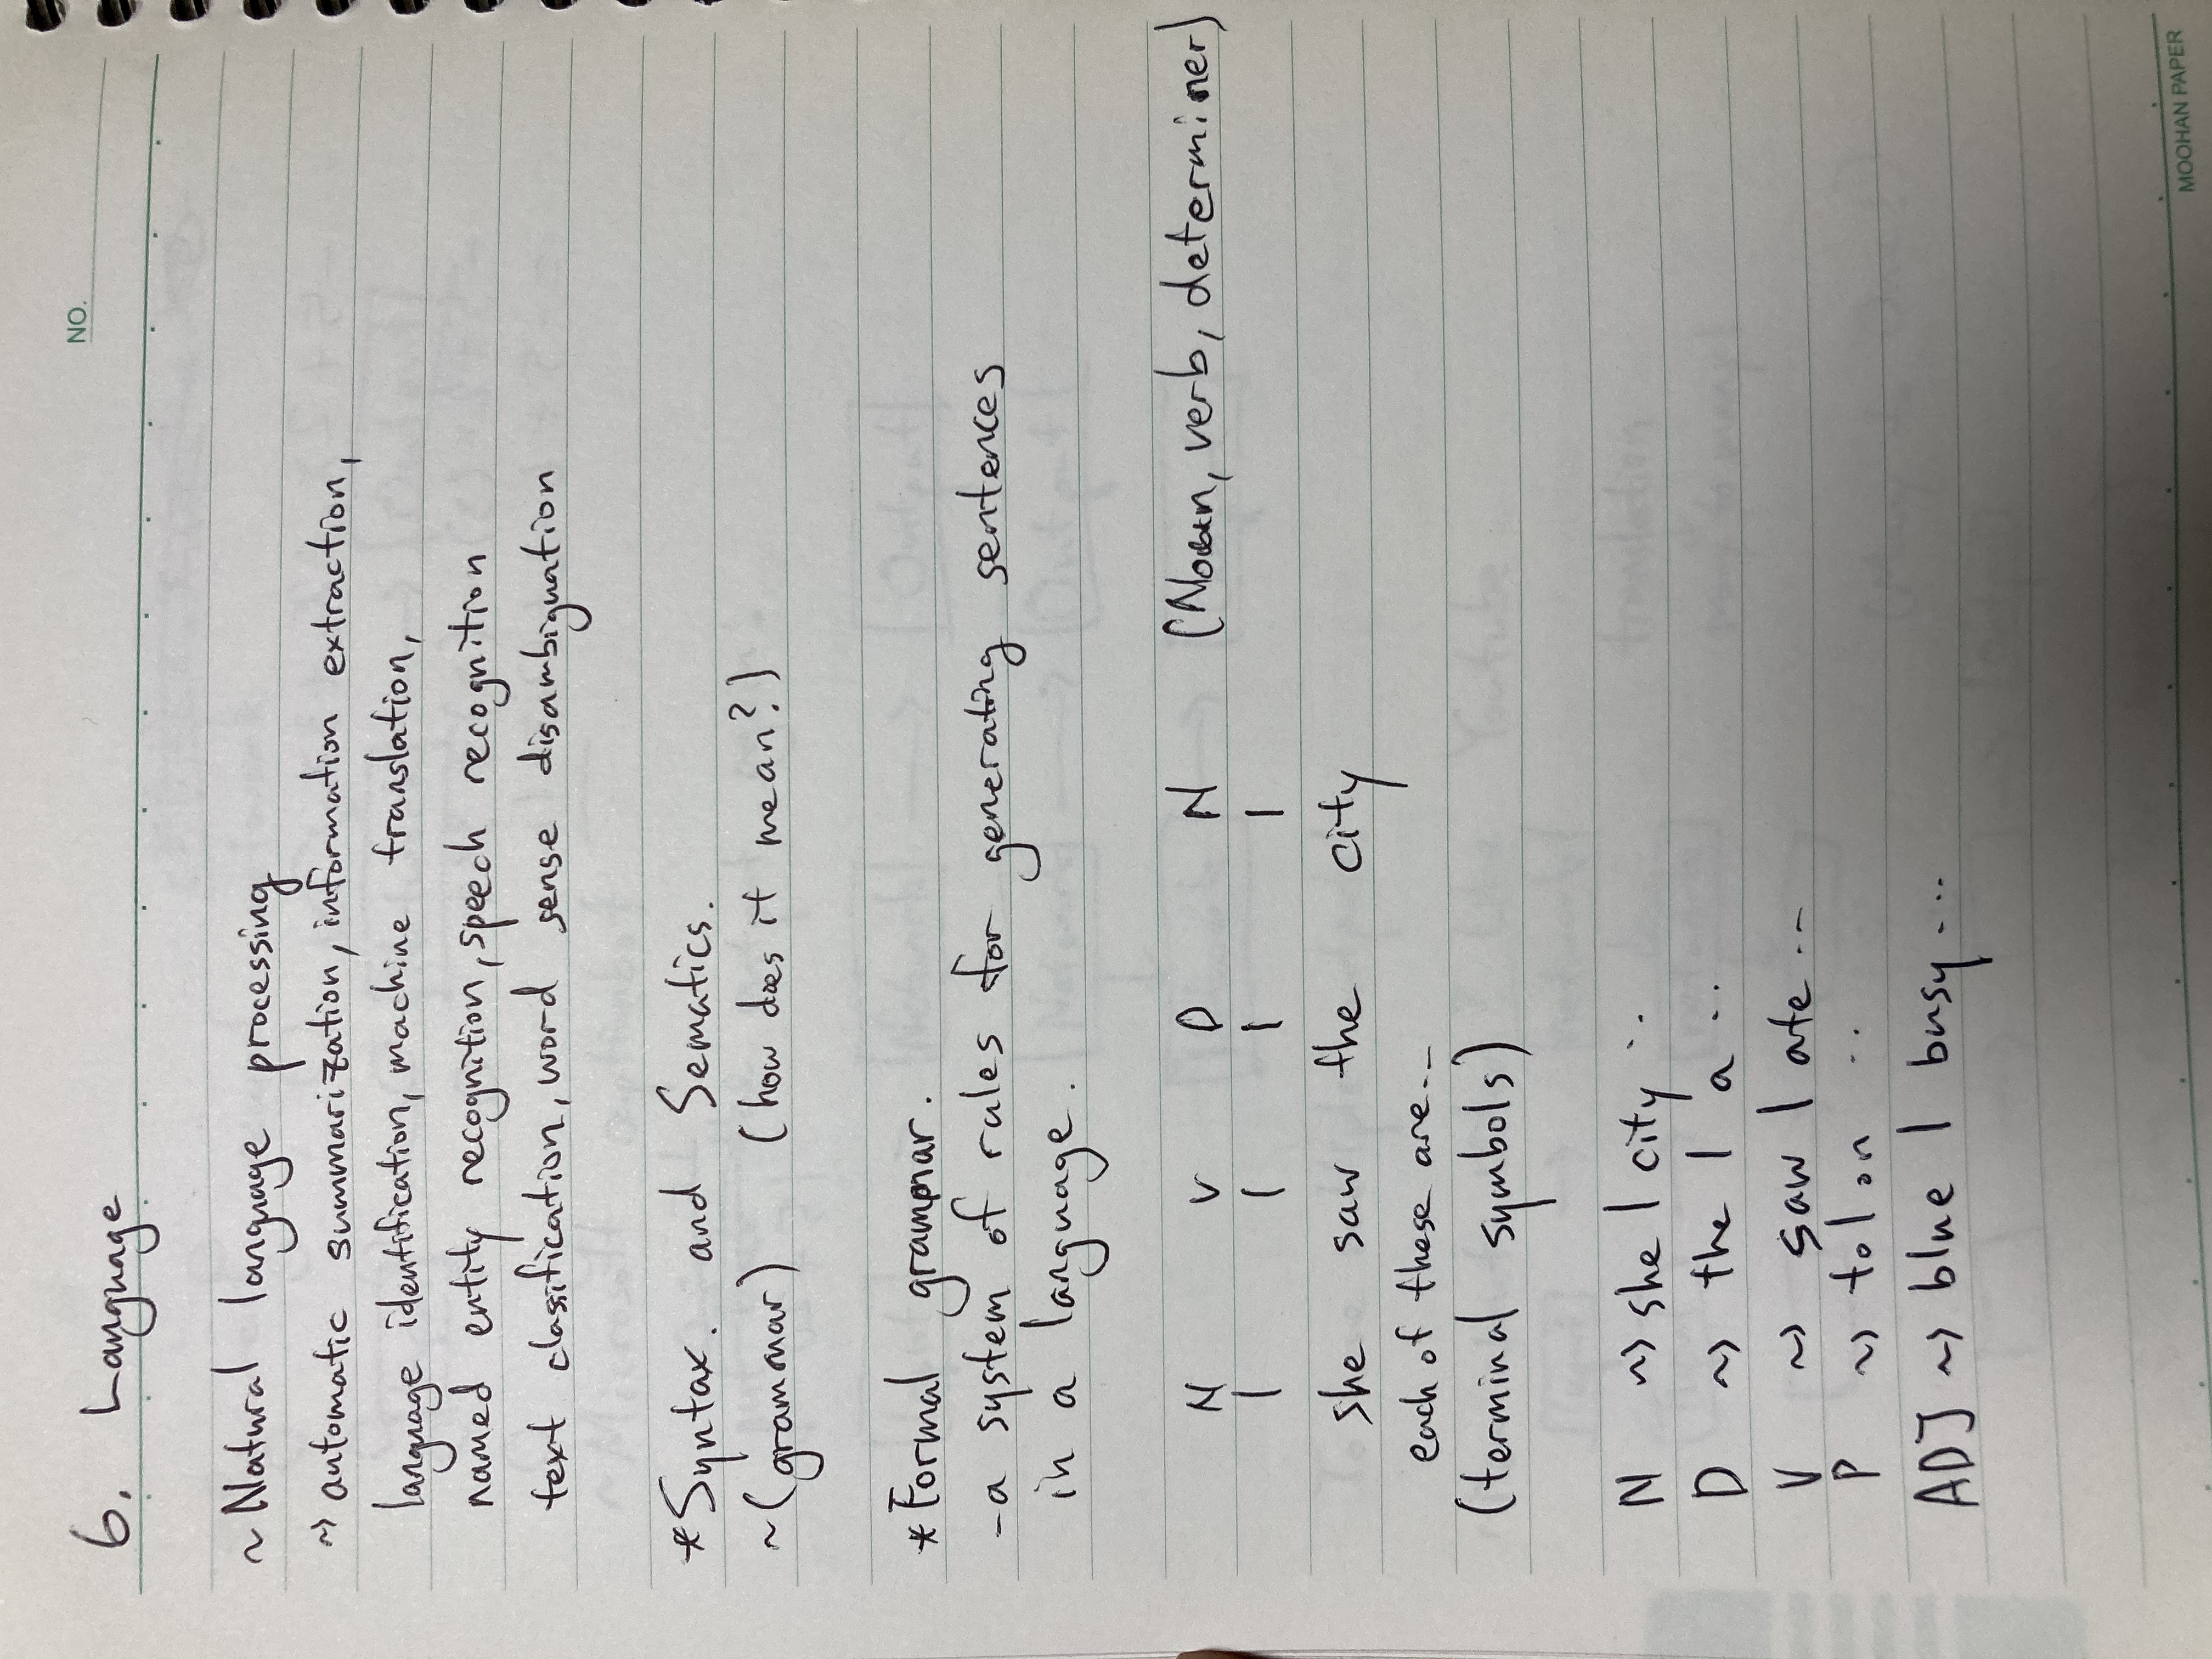 NO.
6. Language
~ Natural language processing
~> automatic summarization, information extraction,
language identification, machine translation,
named entity recognition, speech recognition
text classification, word sense disambiguation
* Syntax. and Sematics.
~ (grammar) (how does it mean?)
* Formal grammar.
- a system of rules for generating sentences
in a language.
N V D N (Noun, verb, determiner)
| | | |
she saw the city
each of these are...
(terminal symbols)
N ~> she | city ..
D ~> the | a ..
V ~> saw | ate ..
P ~> to | on ..
ADJ ~> blue | busy ...
MOOHAN PAPER